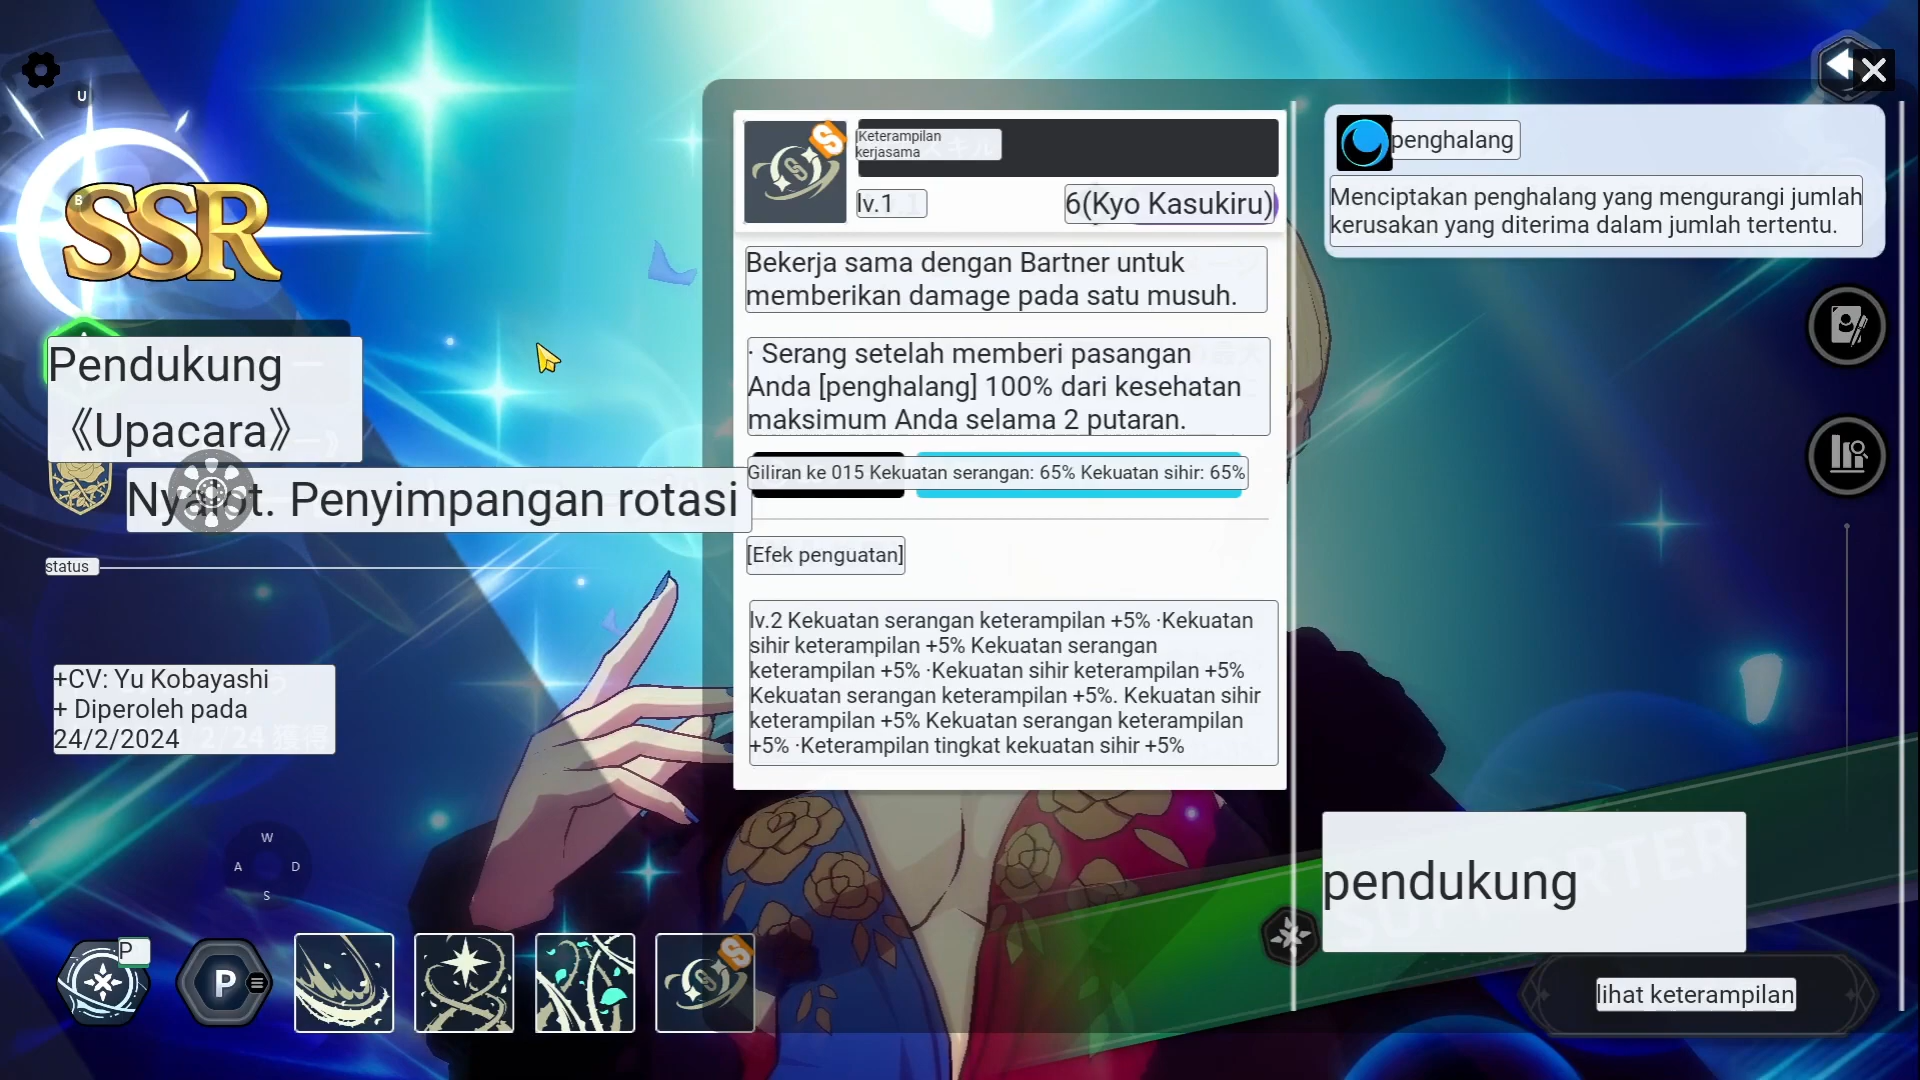 U
B
SSR
Pendukung
《Upacara》
Nyalot. Penyimpangan rotasi
status
+CV: Yu Kobayashi
+ Diperoleh pada
24/2/2024
W
A D
S
P
P
Keterampilan
kerjasama
lv.1
6(Kyo Kasukiru)
Bekerja sama dengan Bartner untuk
memberikan damage pada satu musuh.
· Serang setelah memberi pasangan
Anda [penghalang] 100% dari kesehatan
maksimum Anda selama 2 putaran.
Giliran ke 015 Kekuatan serangan: 65% Kekuatan sihir: 65%
[Efek penguatan]
lv.2 Kekuatan serangan keterampilan +5% ·Kekuatan
sihir keterampilan +5% Kekuatan serangan
keterampilan +5% ·Kekuatan sihir keterampilan +5%
Kekuatan serangan keterampilan +5%. Kekuatan sihir
keterampilan +5% Kekuatan serangan keterampilan
+5% ·Keterampilan tingkat kekuatan sihir +5%
penghalang
Menciptakan penghalang yang mengurangi jumlah
kerusakan yang diterima dalam jumlah tertentu.
pendukung
SUPPORTER
lihat keterampilan